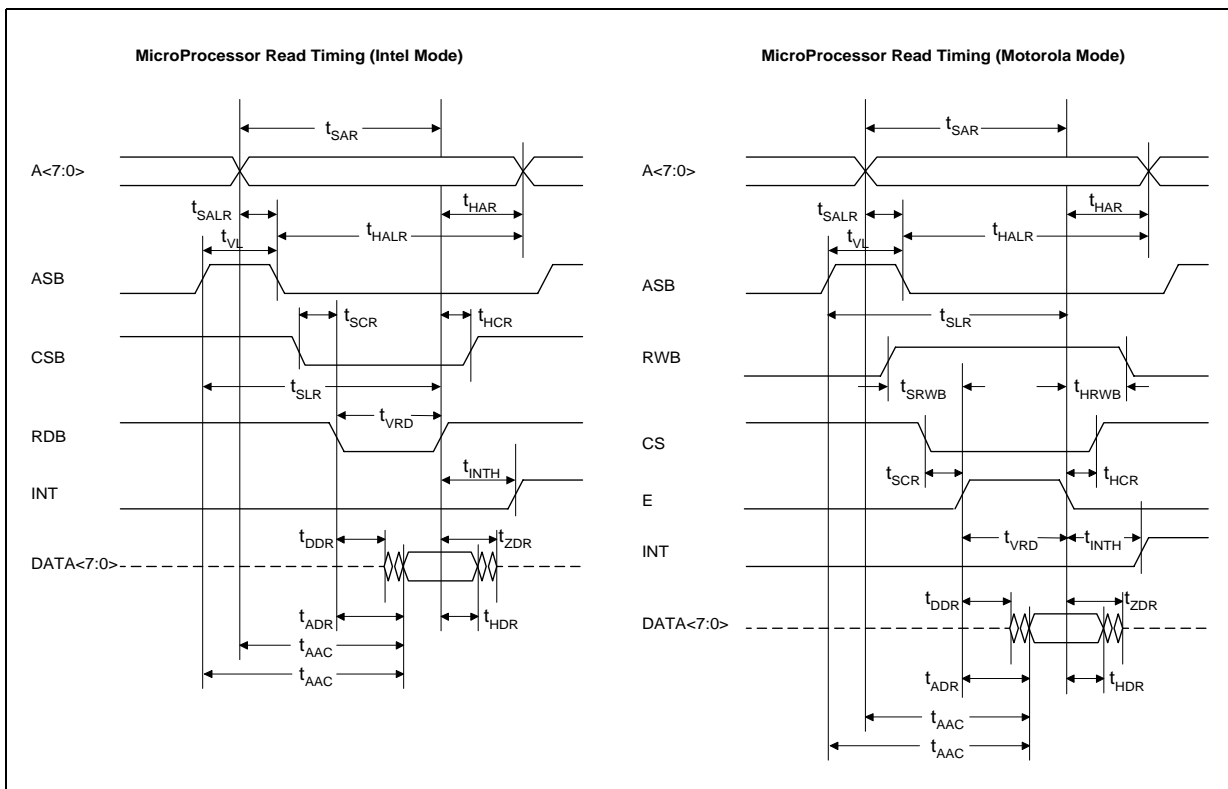 MicroProcessor Read Timing (Intel Mode)
tSAR
A<7:0>
tSALR
tHAR
tVL
tHALR
ASB
tSCR
tHCR
CSB
tSLR
tVRD
RDB
tINTH
INT
tDDR
tZDR
DATA<7:0>
tADR
tHDR
tAAC
tAAC
MicroProcessor Read Timing (Motorola Mode)
tSAR
A<7:0>
tSALR
tHAR
tVL
tHALR
ASB
tSLR
RWB
tSRWB
tHRWB
CS
tSCR
tHCR
E
tVRD
tINTH
INT
tDDR
tZDR
DATA<7:0>
tADR
tHDR
tAAC
tAAC